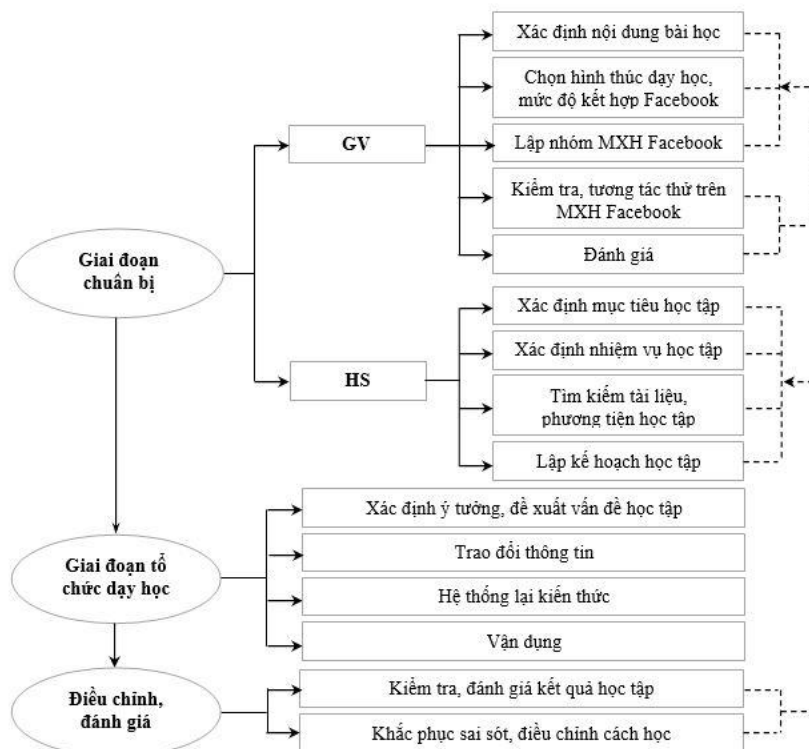 Xác định nội dung bài học
Chọn hình thúc dạy học,
mức độ kết hợp Facebook
GV
Lập nhóm MXH Facebook
Kiểm tra, tương tác thử trên
MXH Facebook
Đánh giá
Giai đoạn
chuẩn bị
Xác định mục tiêu học tập
Xác định nhiệm vụ học tập
HS
Tìm kiếm tài liệu,
phương tiện học tập
Lập kế hoạch học tập
Xác định ý tưởng, đề xuất vấn đề học tập
Giai đoạn tổ
chức dạy học
Trao đổi thông tin
Hệ thống lại kiến thức
Vận dụng
Điều chỉnh,
đánh giá
Kiểm tra, đánh giá kết quả học tập
Khắc phục sai sót, điều chỉnh cách học